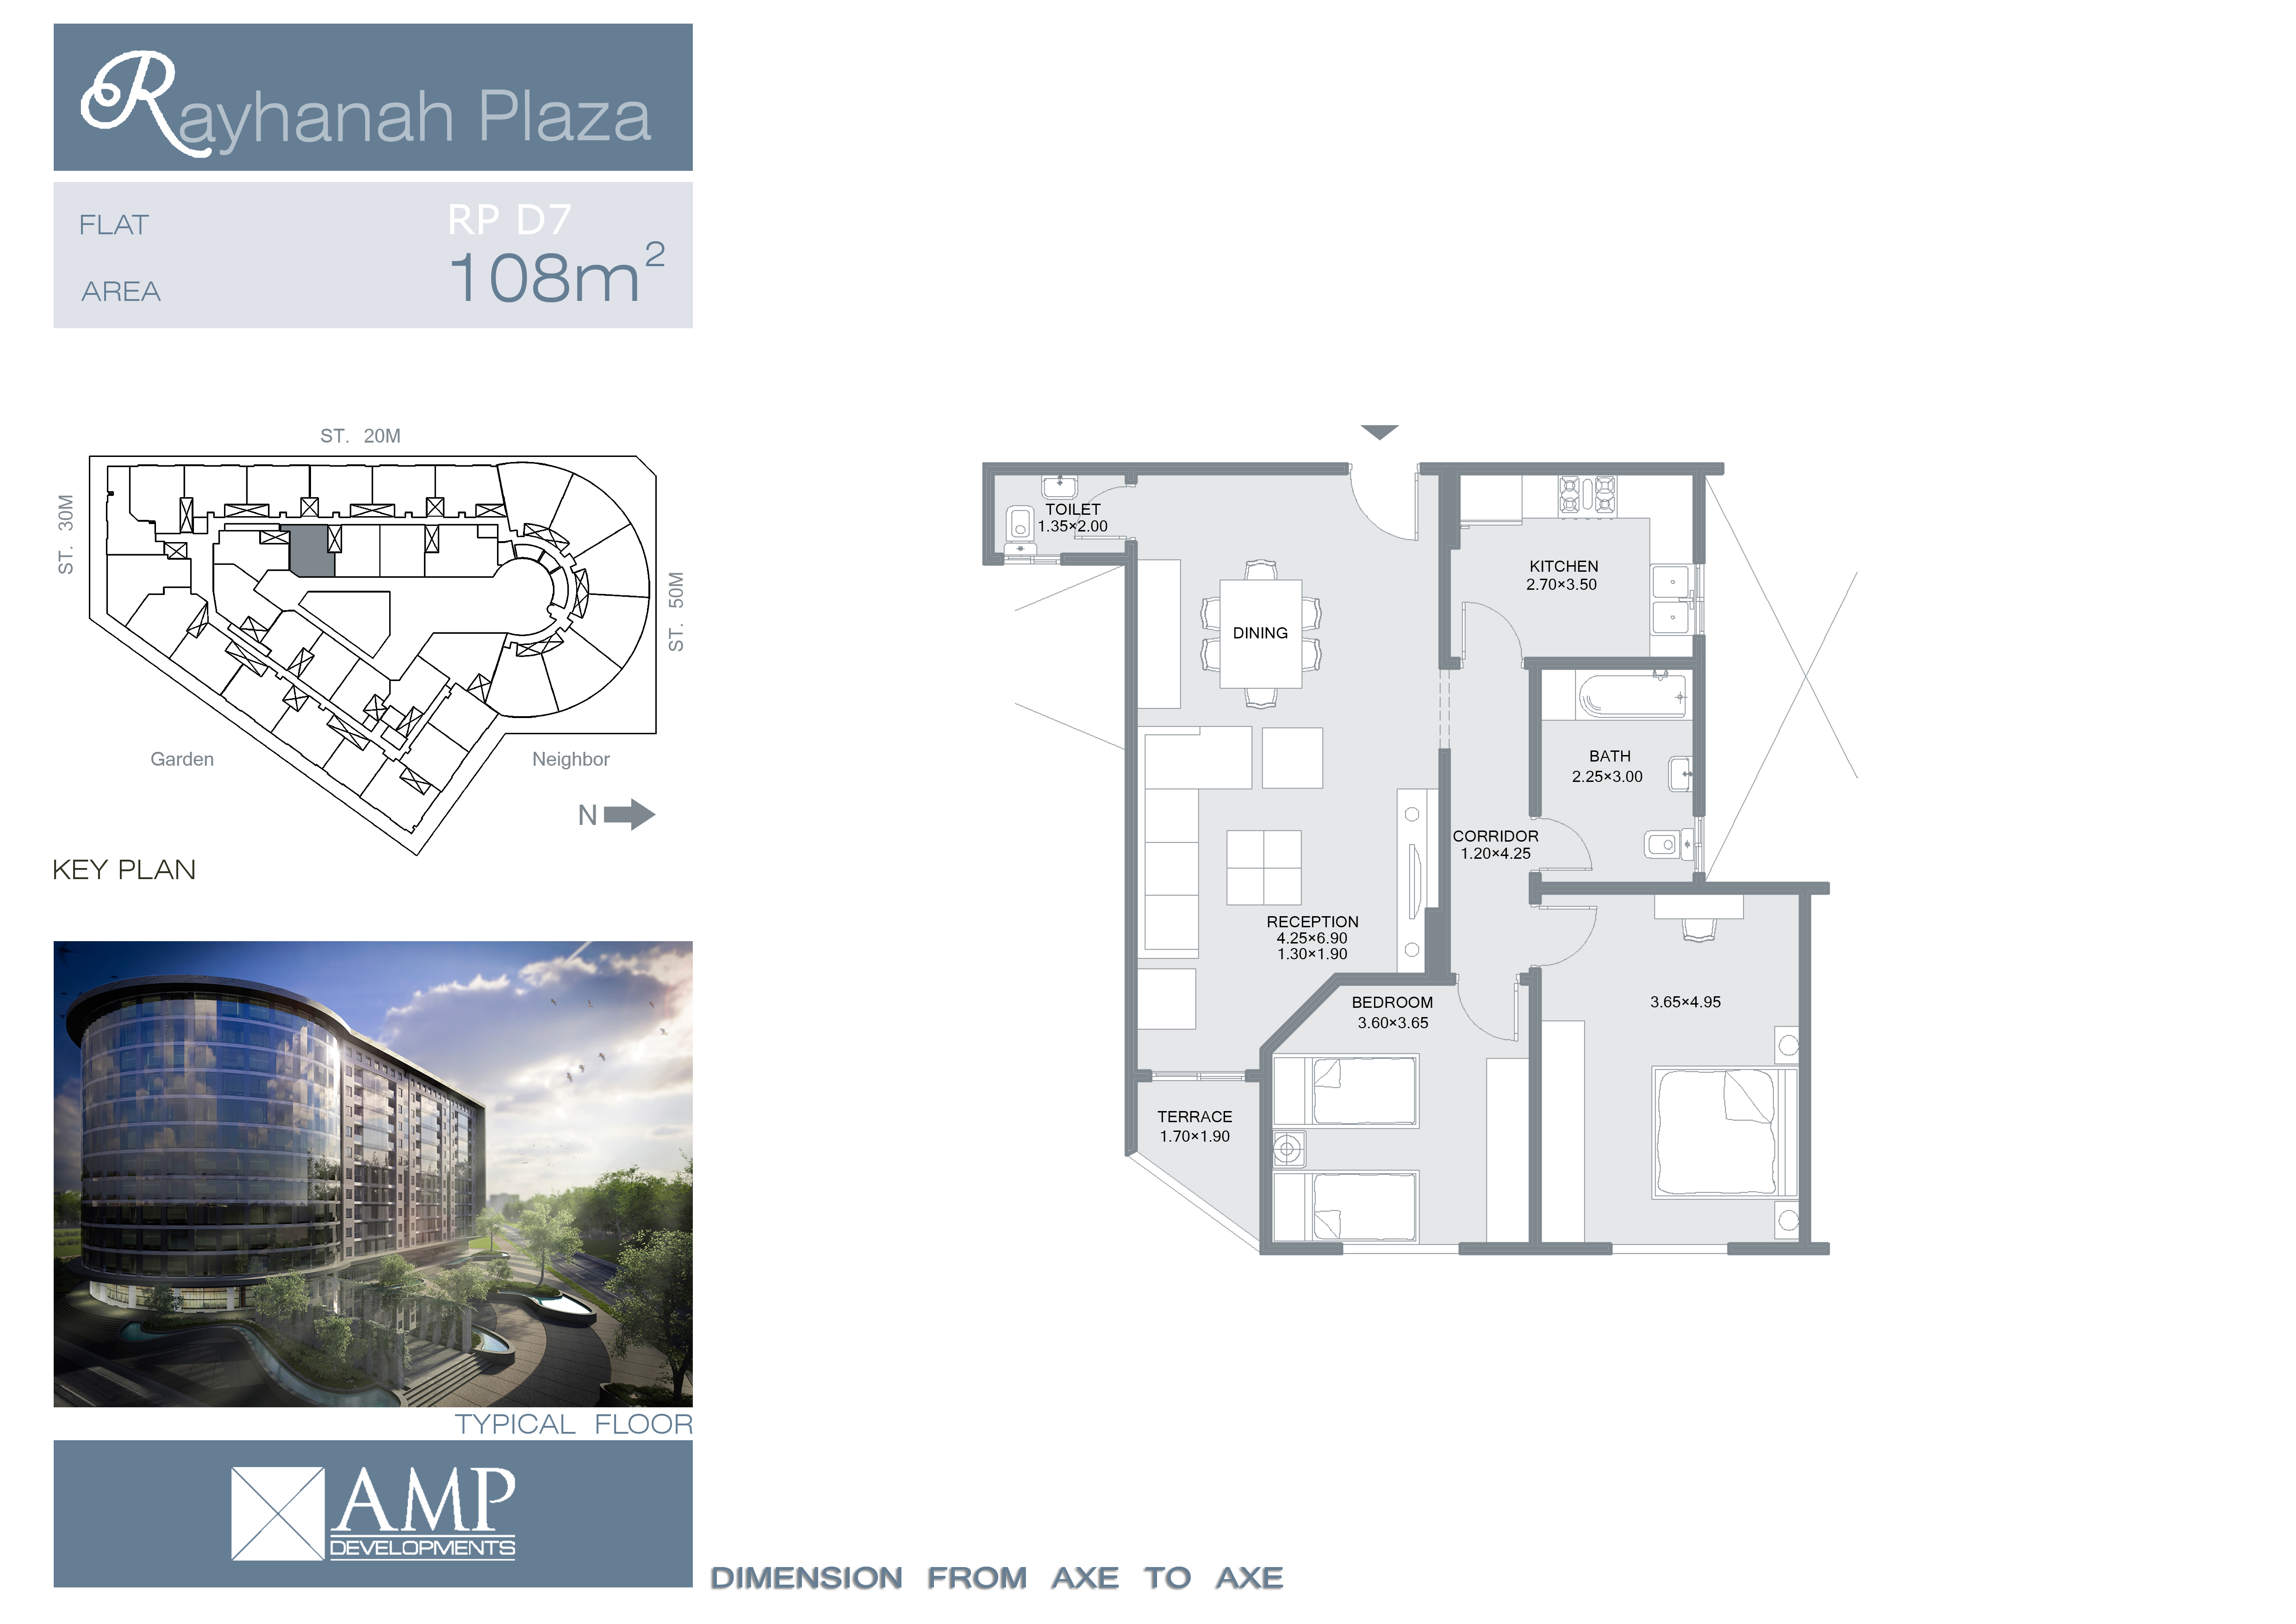 Rayhanah Plaza
FLAT RP D7
AREA 108m²
ST. 20M
ST. 30M
ST. 50M
Garden
Neighbor
N
KEY PLAN
TYPICAL FLOOR
AMP
DEVELOPMENTS
TOILET
1.35×2.00
KITCHEN
2.70×3.50
DINING
BATH
2.25×3.00
CORRIDOR
1.20×4.25
RECEPTION
4.25×6.90
1.30×1.90
BEDROOM
3.60×3.65
3.65×4.95
TERRACE
1.70×1.90
DIMENSION FROM AXE TO AXE